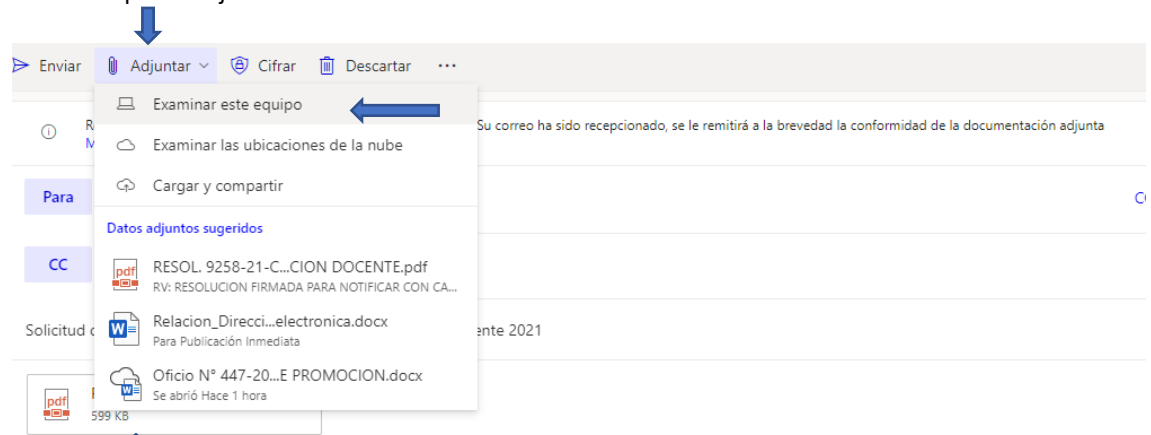 Enviar Adjuntar Cifrar Descartar ...
Examinar este equipo
Su correo ha sido recepcionado, se le remitirá a la brevedad la conformidad de la documentación adjunta
Examinar las ubicaciones de la nube
Cargar y compartir
Para
Datos adjuntos sugeridos
CC
pdf RESOL. 9258-21-C...CION DOCENTE.pdf
RV: RESOLUCION FIRMADA PARA NOTIFICAR CON CA...
Relacion_Direcci...electronica.docx
Para Publicación Inmediata
Solicitud
2021
Oficio N° 447-20...E PROMOCION.docx
Se abrió Hace 1 hora
pdf
599 KB